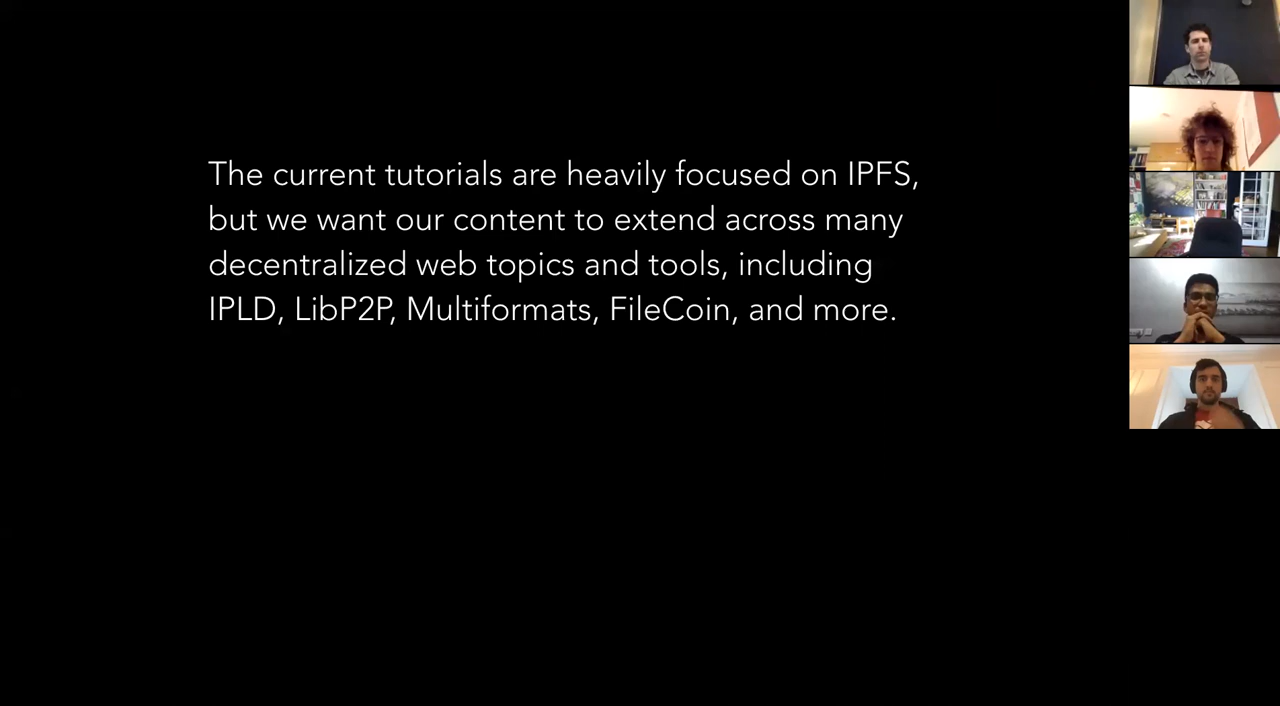 The current tutorials are heavily focused on IPFS,
but we want our content to extend across many
decentralized web topics and tools, including
IPLD, LibP2P, Multiformats, FileCoin, and more.